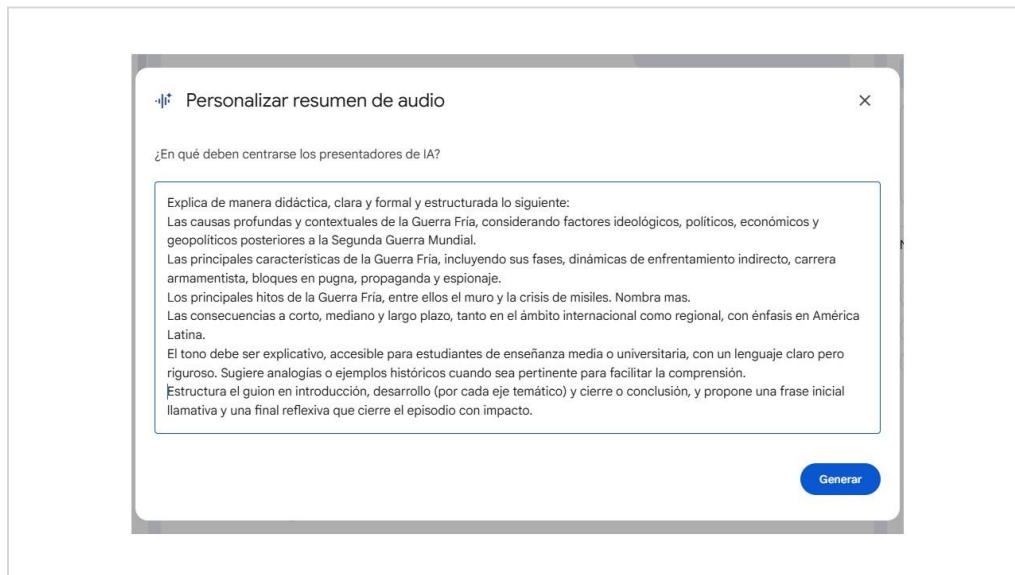 Personalizar resumen de audio
¿En qué deben centrarse los presentadores de IA?
Explica de manera didáctica, clara y formal y estructurada lo siguiente:
Las causas profundas y contextuales de la Guerra Fría, considerando factores ideológicos, políticos, económicos y
geopolíticos posteriores a la Segunda Guerra Mundial.
Las principales características de la Guerra Fría, incluyendo sus fases, dinámicas de enfrentamiento indirecto, carrera
armamentista, bloques en pugna, propaganda y espionaje.
Los principales hitos de la Guerra Fría, entre ellos el muro y la crisis de misiles. Nombra mas.
Las consecuencias a corto, mediano y largo plazo, tanto en el ámbito internacional como regional, con énfasis en América
Latina.
El tono debe ser explicativo, accesible para estudiantes de enseñanza media o universitaria, con un lenguaje claro pero
riguroso. Sugiere analogías o ejemplos históricos cuando sea pertinente para facilitar la comprensión.
Estructura el guion en introducción, desarrollo (por cada eje temático) y cierre o conclusión, y propone una frase inicial
llamativa y una final reflexiva que cierre el episodio con impacto.
Generar